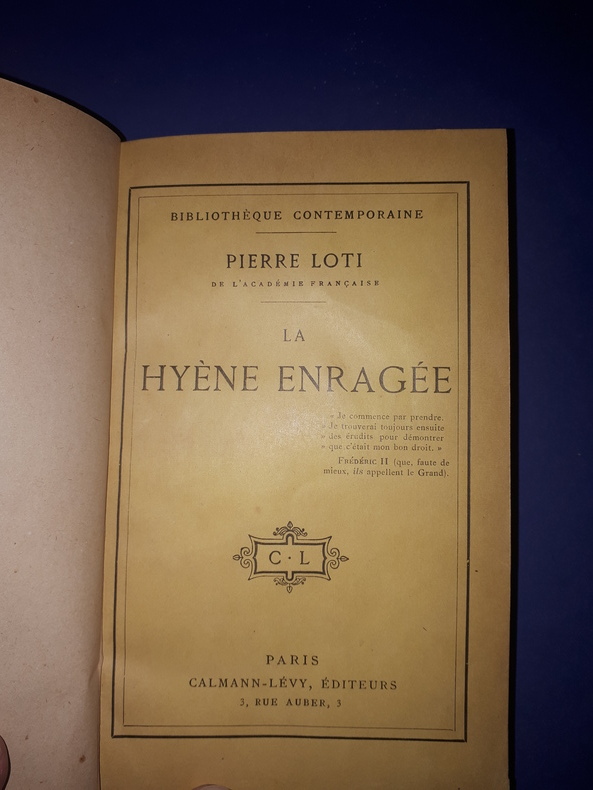 BIBLIOTHÈQUE CONTEMPORAINE
PIERRE LOTI
DE L'ACADÉMIE FRANÇAISE
LA
HYÈNE ENRAGÉE
« Je commence par prendre.
« Je trouverai toujours ensuite
« des érudits pour démontrer
« que c'était mon bon droit. »
FRÉDÉRIC II (que, faute de
mieux, ils appellent le Grand).
C · L
PARIS
CALMANN-LÉVY, ÉDITEURS
3, RUE AUBER, 3